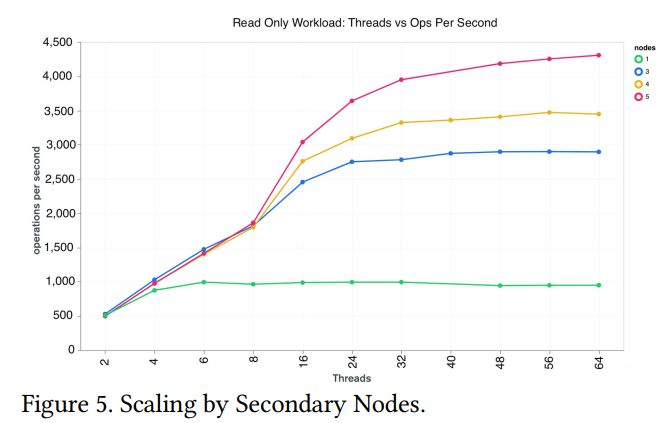 Read Only Workload: Threads vs Ops Per Second
nodes
1
3
4
5
operations per second
4,500
4,000
3,500
3,000
2,500
2,000
1,500
1,000
500
0
2 4 6 8 16 24 32 40 48 56 64
Threads
Figure 5. Scaling by Secondary Nodes.